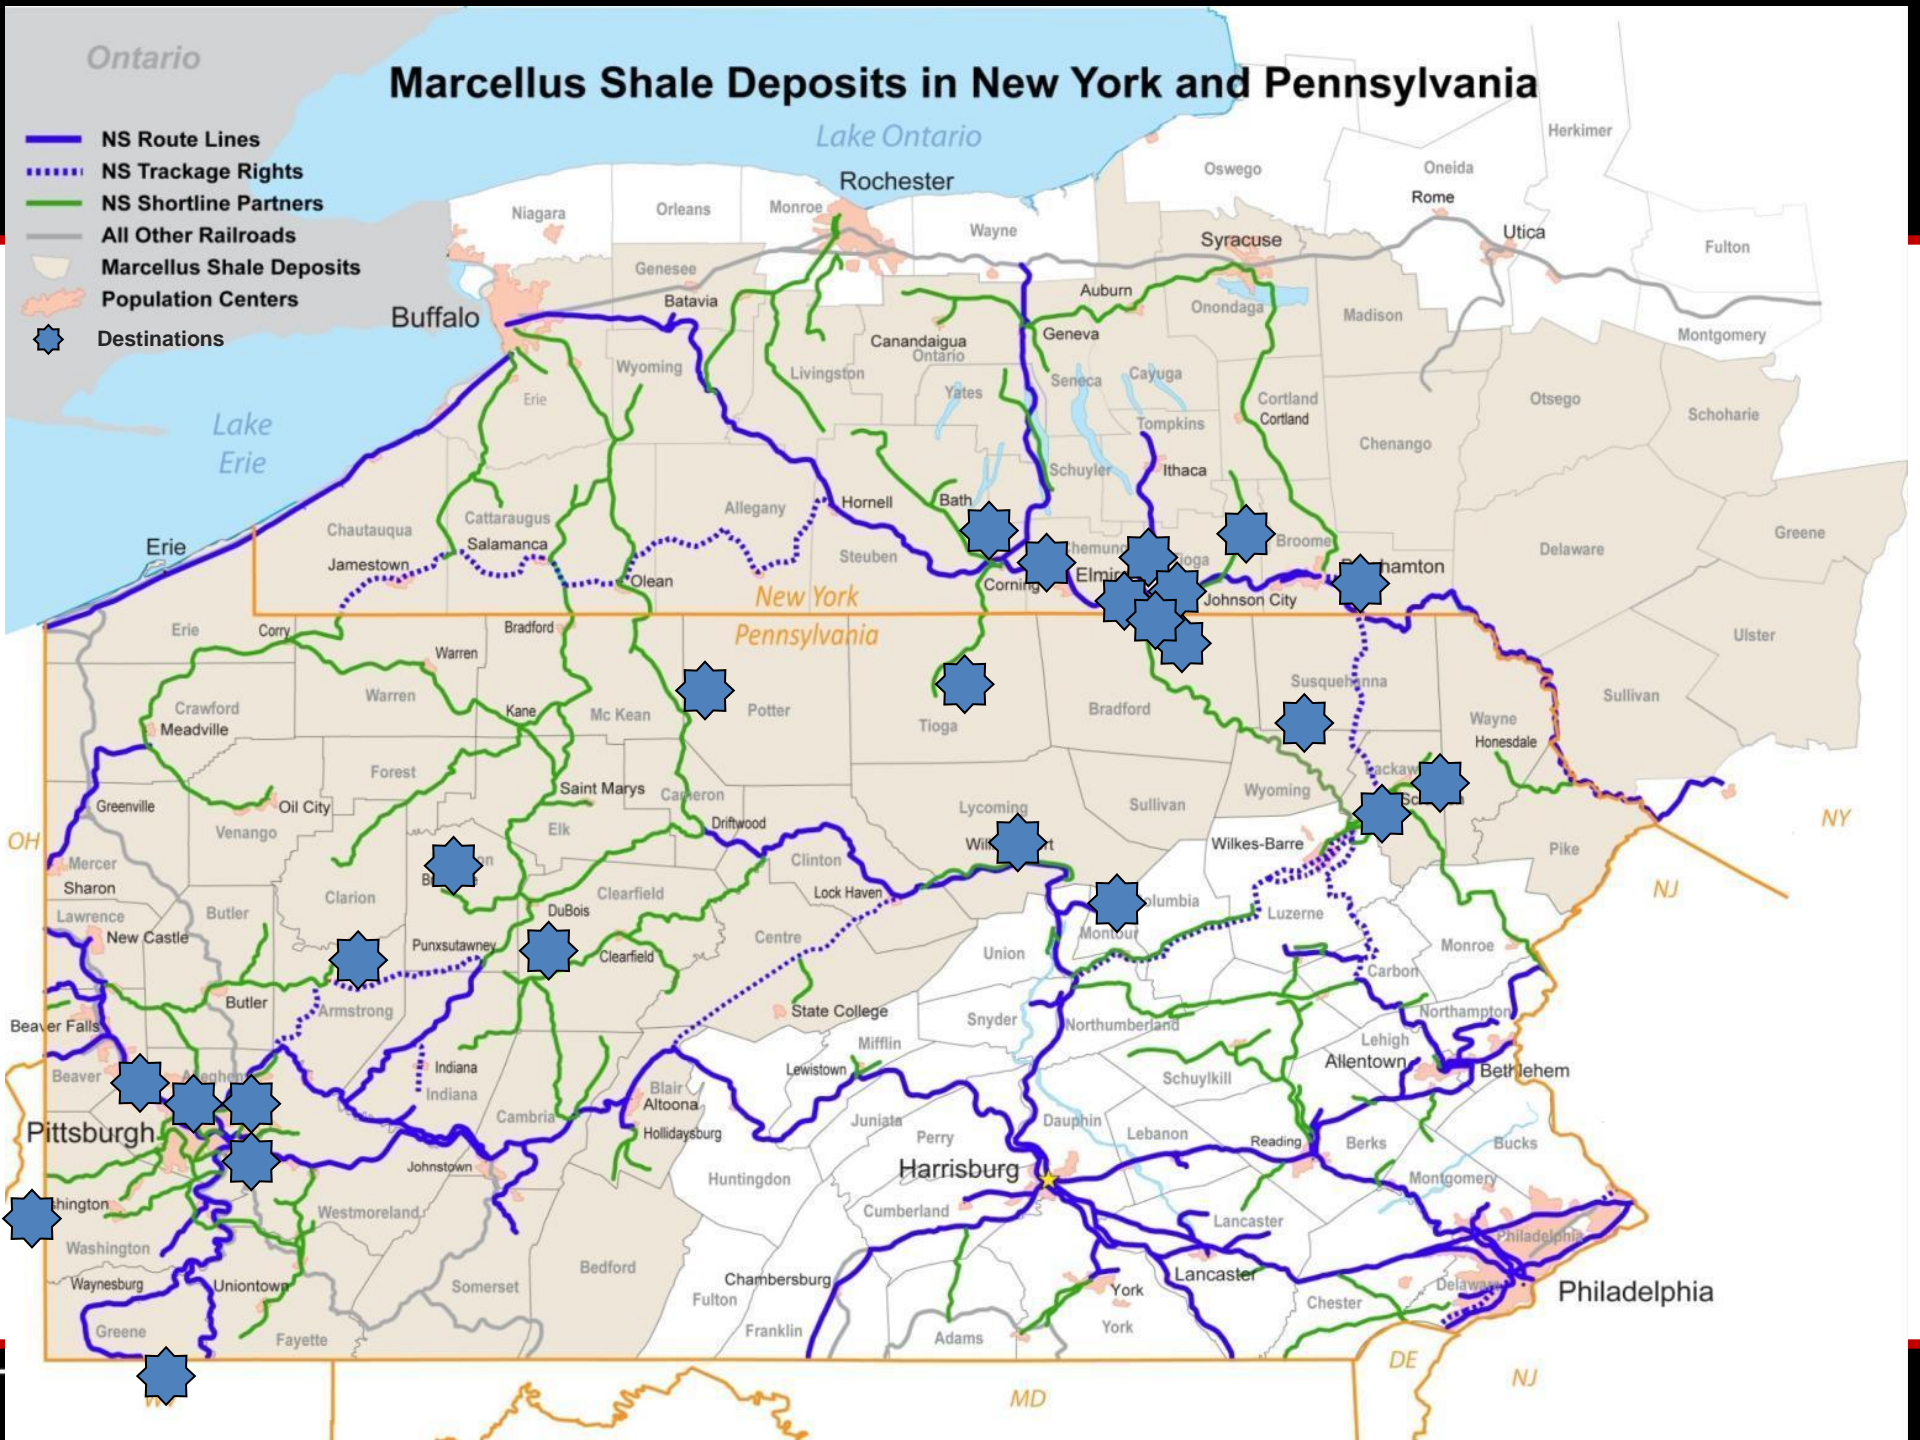 Ontario
Marcellus Shale Deposits in New York and Pennsylvania
NS Route Lines
NS Trackage Rights
NS Shortline Partners
All Other Railroads
Marcellus Shale Deposits
Population Centers
Destinations
Lake Ontario
Rochester
Herkimer
Oswego
Oneida
Rome
Niagara
Orleans
Monroe
Wayne
Syracuse
Utica
Fulton
Genesee
Batavia
Buffalo
Auburn
Onondaga
Madison
Montgomery
Canandaigua
Ontario
Geneva
Wyoming
Livingston
Erie
Yates
Seneca
Cayuga
Cortland
Cortland
Otsego
Schoharie
Lake
Erie
Tompkins
Chenango
Schuyler
Ithaca
Hornell
Bath
Allegany
Chautauqua
Cattaraugus
Salamanca
Jamestown
Steuben
Broome
Delaware
Greene
Erie
Olean
Corning
Johnson City
New York
Pennsylvania
Erie
Corry
Bradford
Warren
Warren
Ulster
Sullivan
Crawford
Meadville
Kane
Mc Kean
Potter
Tioga
Bradford
Susquehanna
Wayne
Honesdale
Forest
Saint Marys
Cameron
Greenville
Oil City
Venango
Elk
Driftwood
Lycoming
Sullivan
Wyoming
OH
NY
Mercer
Sharon
Clinton
Wilkes-Barre
Pike
Lawrence
New Castle
Butler
Clarion
Clearfield
Lock Haven
NJ
DuBois
Punxsutawney
Clearfield
Centre
Union
Montour
Luzerne
Monroe
Carbon
Butler
Armstrong
State College
Beaver Falls
Snyder
Northumberland
Northampton
Mifflin
Lehigh
Beaver
Indiana
Indiana
Lewistown
Allentown
Bethlehem
Blair
Altoona
Schuylkill
Cambria
Pittsburgh
Hollidaysburg
Juniata
Perry
Dauphin
Lebanon
Reading
Berks
Bucks
Johnstown
Huntingdon
Harrisburg
Montgomery
Westmoreland
Cumberland
Lancaster
Philadelphia
Washington
Waynesburg
Uniontown
Somerset
Bedford
Chambersburg
Lancaster
York
Delaware
Philadelphia
Greene
Fayette
Fulton
Franklin
Adams
York
Chester
MD
DE
NJ